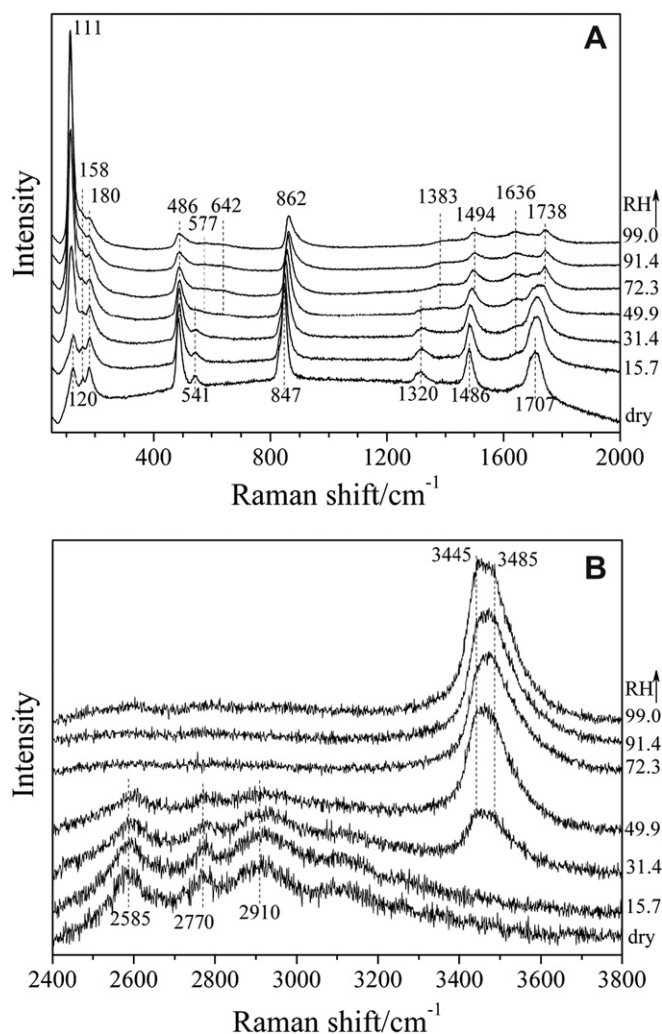 111
A
158
180
486
577
642
862
1383
1494
1636
1738
RH
99.0
91.4
72.3
49.9
31.4
15.7
dry
120
541
847
1320
1486
1707
Intensity
400 800 1200 1600 2000
Raman shift/cm-1
3445 3485 B
RH
99.0
91.4
72.3
49.9
31.4
15.7
dry
2585 2770 2910
Intensity
2400 2600 2800 3000 3200 3400 3600 3800
Raman shift/cm-1